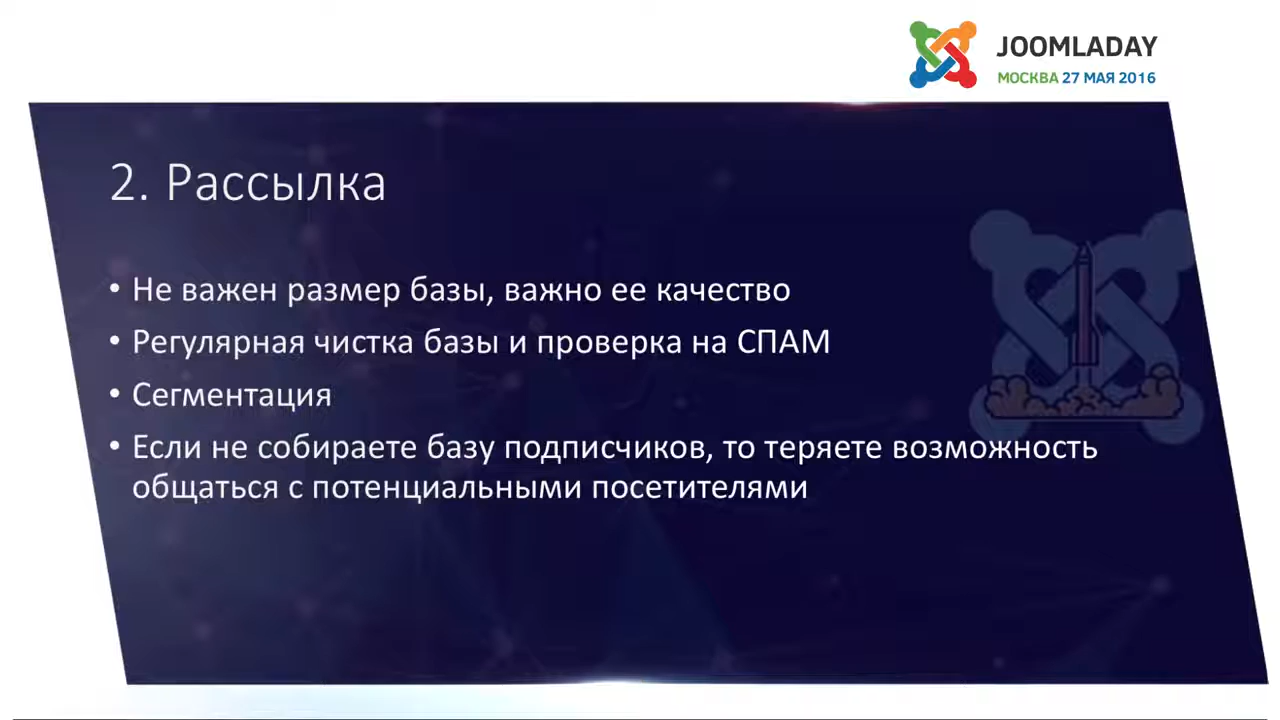 JOOMLADAY
МОСКВА 27 МАЯ 2016
2. Рассылка
• Не важен размер базы, важно ее качество
• Регулярная чистка базы и проверка на СПАМ
• Сегментация
• Если не собираете базу подписчиков, то теряете возможность
общаться с потенциальными посетителями